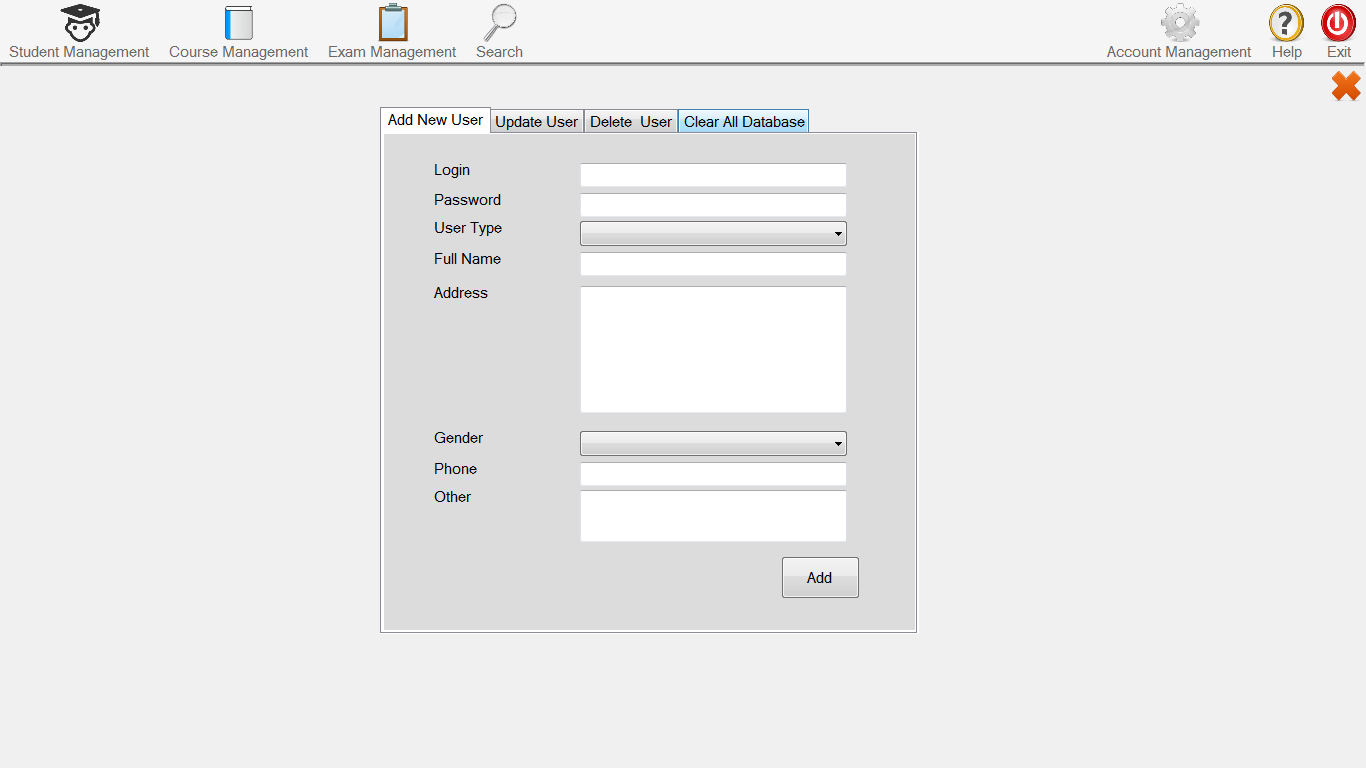 Student Management Course Management Exam Management Search Account Management Help Exit
Add New User Update User Delete  User Clear All Database
Login
Password
User Type
Full Name
Address
Gender
Phone
Other
Add